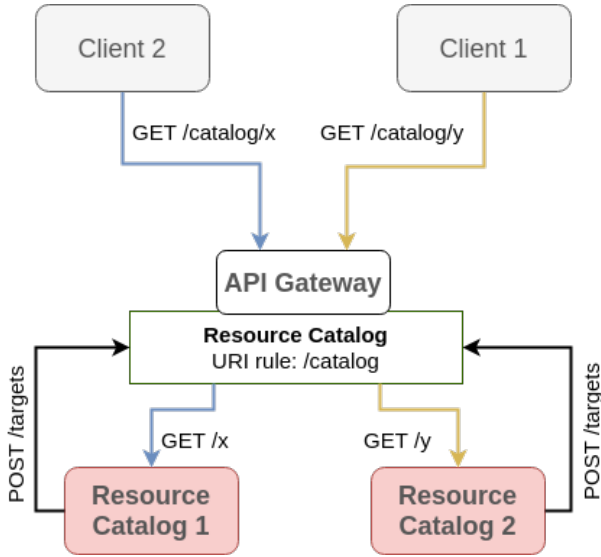 Client 2
Client 1
GET /catalog/x
GET /catalog/y
API Gateway
Resource Catalog
URI rule: /catalog
POST /targets
POST /targets
GET /x
GET /y
Resource
Catalog 1
Resource
Catalog 2